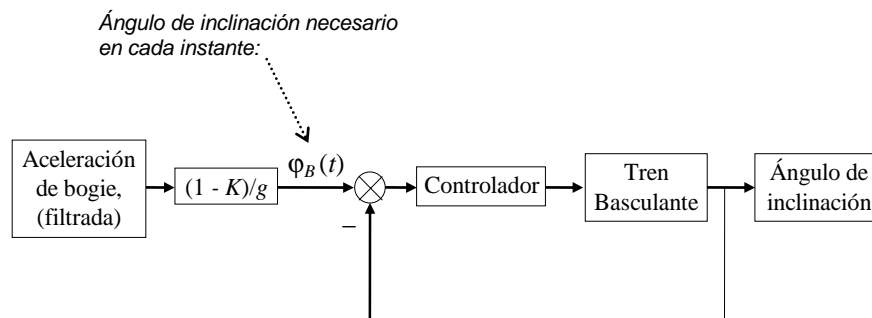 Ángulo de inclinación necesario
en cada instante:
Aceleración
de bogie,
(filtrada)
(1 - K)/g
φB (t)
−
Controlador
Tren
Basculante
Ángulo de
inclinación